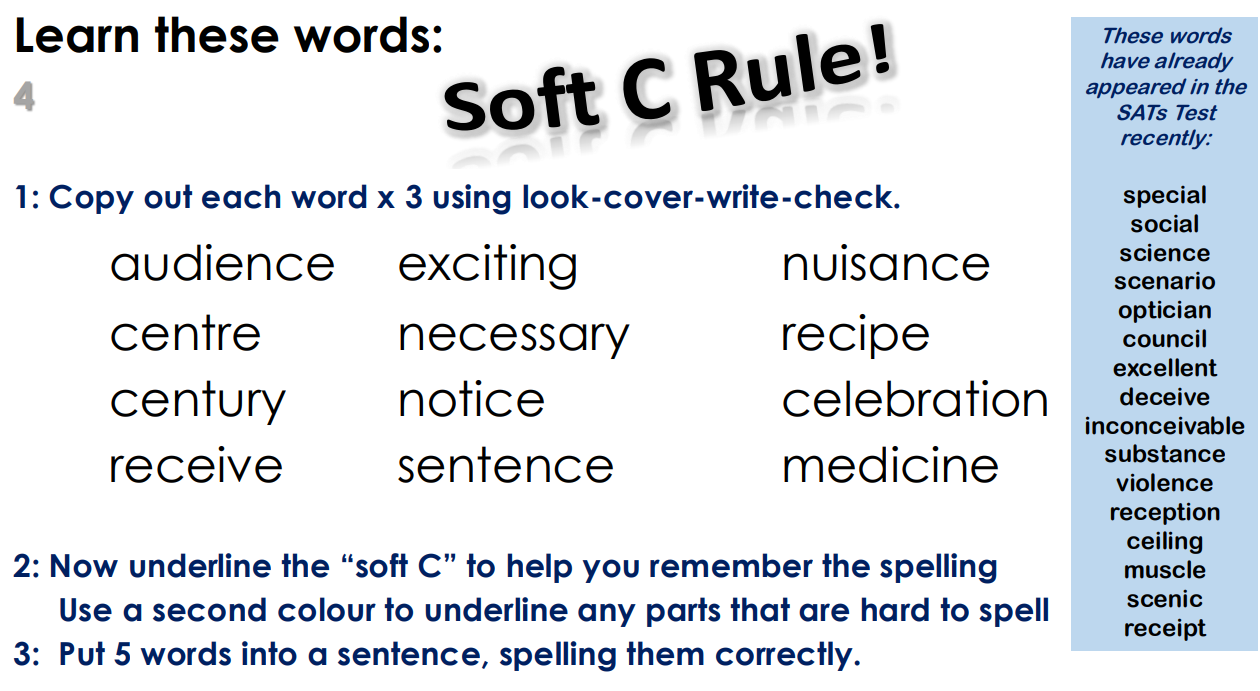 Learn these words:
4
Soft C Rule!
1: Copy out each word x 3 using look-cover-write-check.
audience exciting nuisance
centre necessary recipe
century notice celebration
receive sentence medicine
2: Now underline the “soft C” to help you remember the spelling
Use a second colour to underline any parts that are hard to spell
3: Put 5 words into a sentence, spelling them correctly.
These words
have already
appeared in the
SATs Test
recently:
special
social
science
scenario
optician
council
excellent
deceive
inconceivable
substance
violence
reception
ceiling
muscle
scenic
receipt